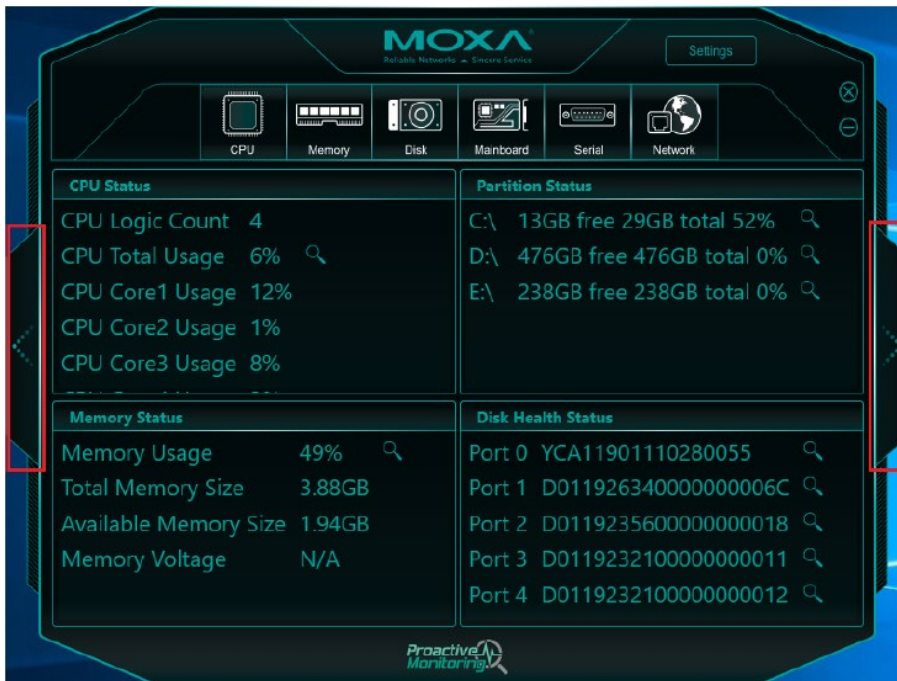 MOXA
Reliable Networks Sincere Service
Settings
CPU
Memory
Disk
Mainboard
Serial
Network
CPU Status
CPU Logic Count 4
CPU Total Usage 6%
CPU Core1 Usage 12%
CPU Core2 Usage 1%
CPU Core3 Usage 8%
Partition Status
C:\ 13GB free 29GB total 52%
D:\ 476GB free 476GB total 0%
E:\ 238GB free 238GB total 0%
Memory Status
Memory Usage 49%
Total Memory Size 3.88GB
Available Memory Size 1.94GB
Memory Voltage N/A
Disk Health Status
Port 0 YCA11901110280055
Port 1 D011926340000000006C
Port 2 D0119235600000000018
Port 3 D0119232100000000011
Port 4 D0119232100000000012
Proactive
Monitoring